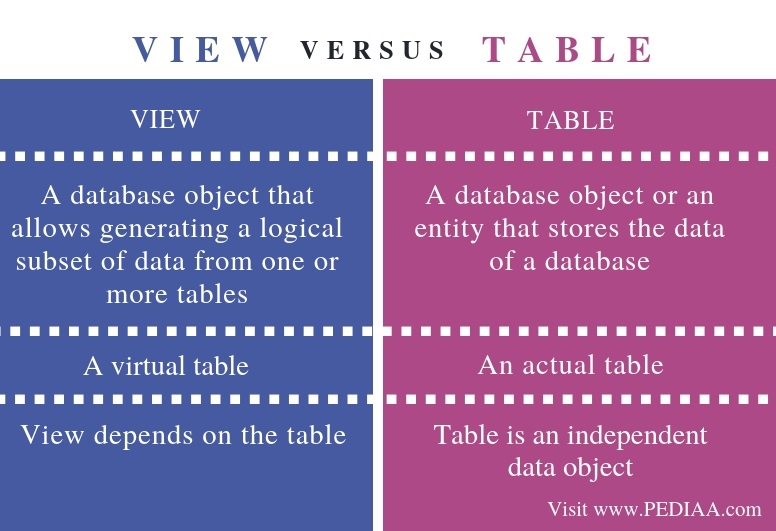 VIEW VERSUS TABLE
VIEW
A database object that
allows generating a logical
subset of data from one or
more tables
A virtual table
View depends on the table
TABLE
A database object or an
entity that stores the data
of a database
An actual table
Table is an independent
data object
Visit www.PEDIAA.com